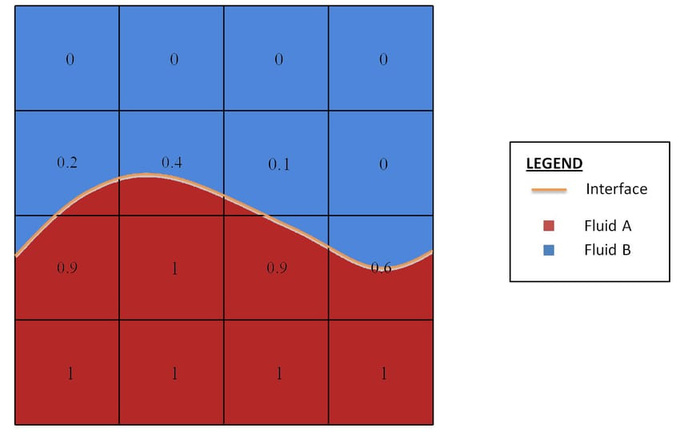 0 0 0 0
0.2 0.4 0.1 0
0.9 1 0.9 0.6
1 1 1 1
LEGEND
Interface
Fluid A
Fluid B